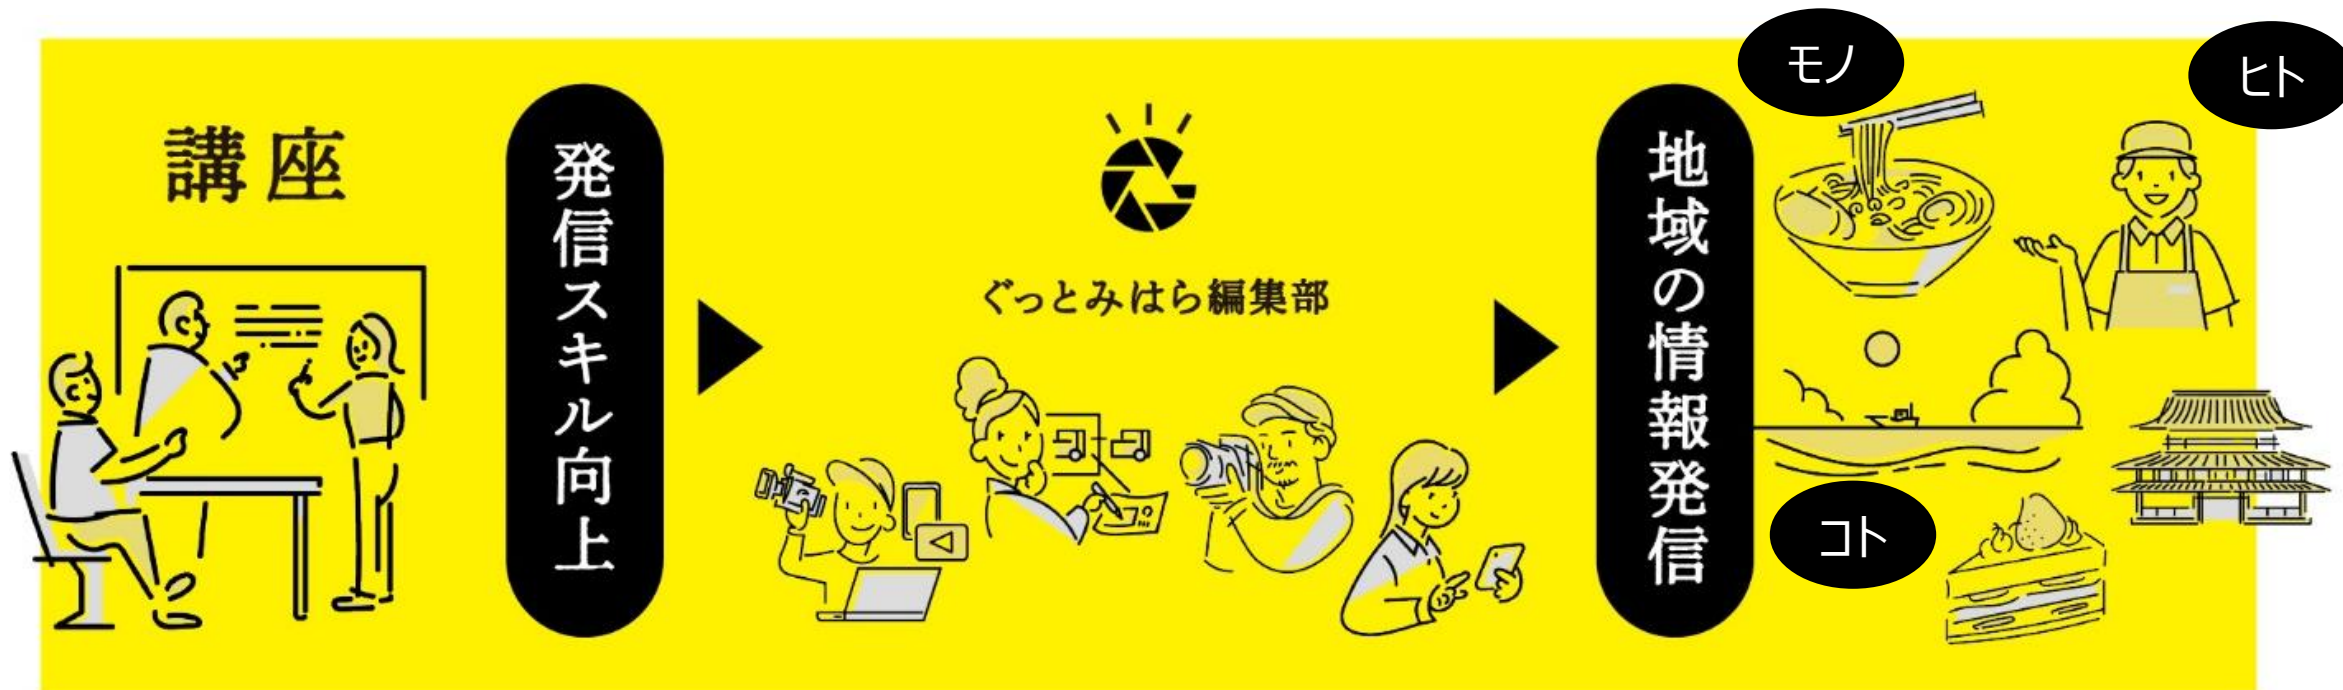 講座
発信スキル向上
ぐっとみはら編集部
地域の情報発信
モノ
ヒト
コト